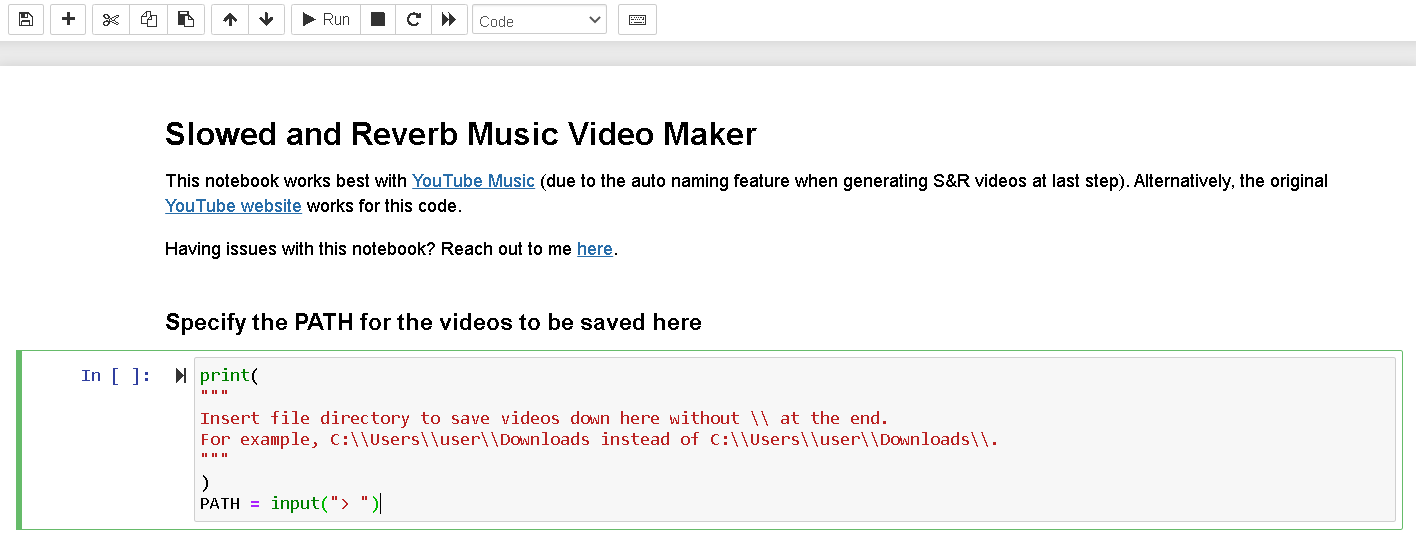 Run
Code
Slowed and Reverb Music Video Maker
This notebook works best with YouTube Music (due to the auto naming feature when generating S&R videos at last step). Alternatively, the original
YouTube website works for this code.
Having issues with this notebook? Reach out to me here.
Specify the PATH for the videos to be saved here
In [ ]:
print(
"""
Insert file directory to save videos down here without \\ at the end.
For example, C:\\Users\\user\\Downloads instead of C:\\Users\\user\\Downloads\\.
"""
)
PATH = input("> ")